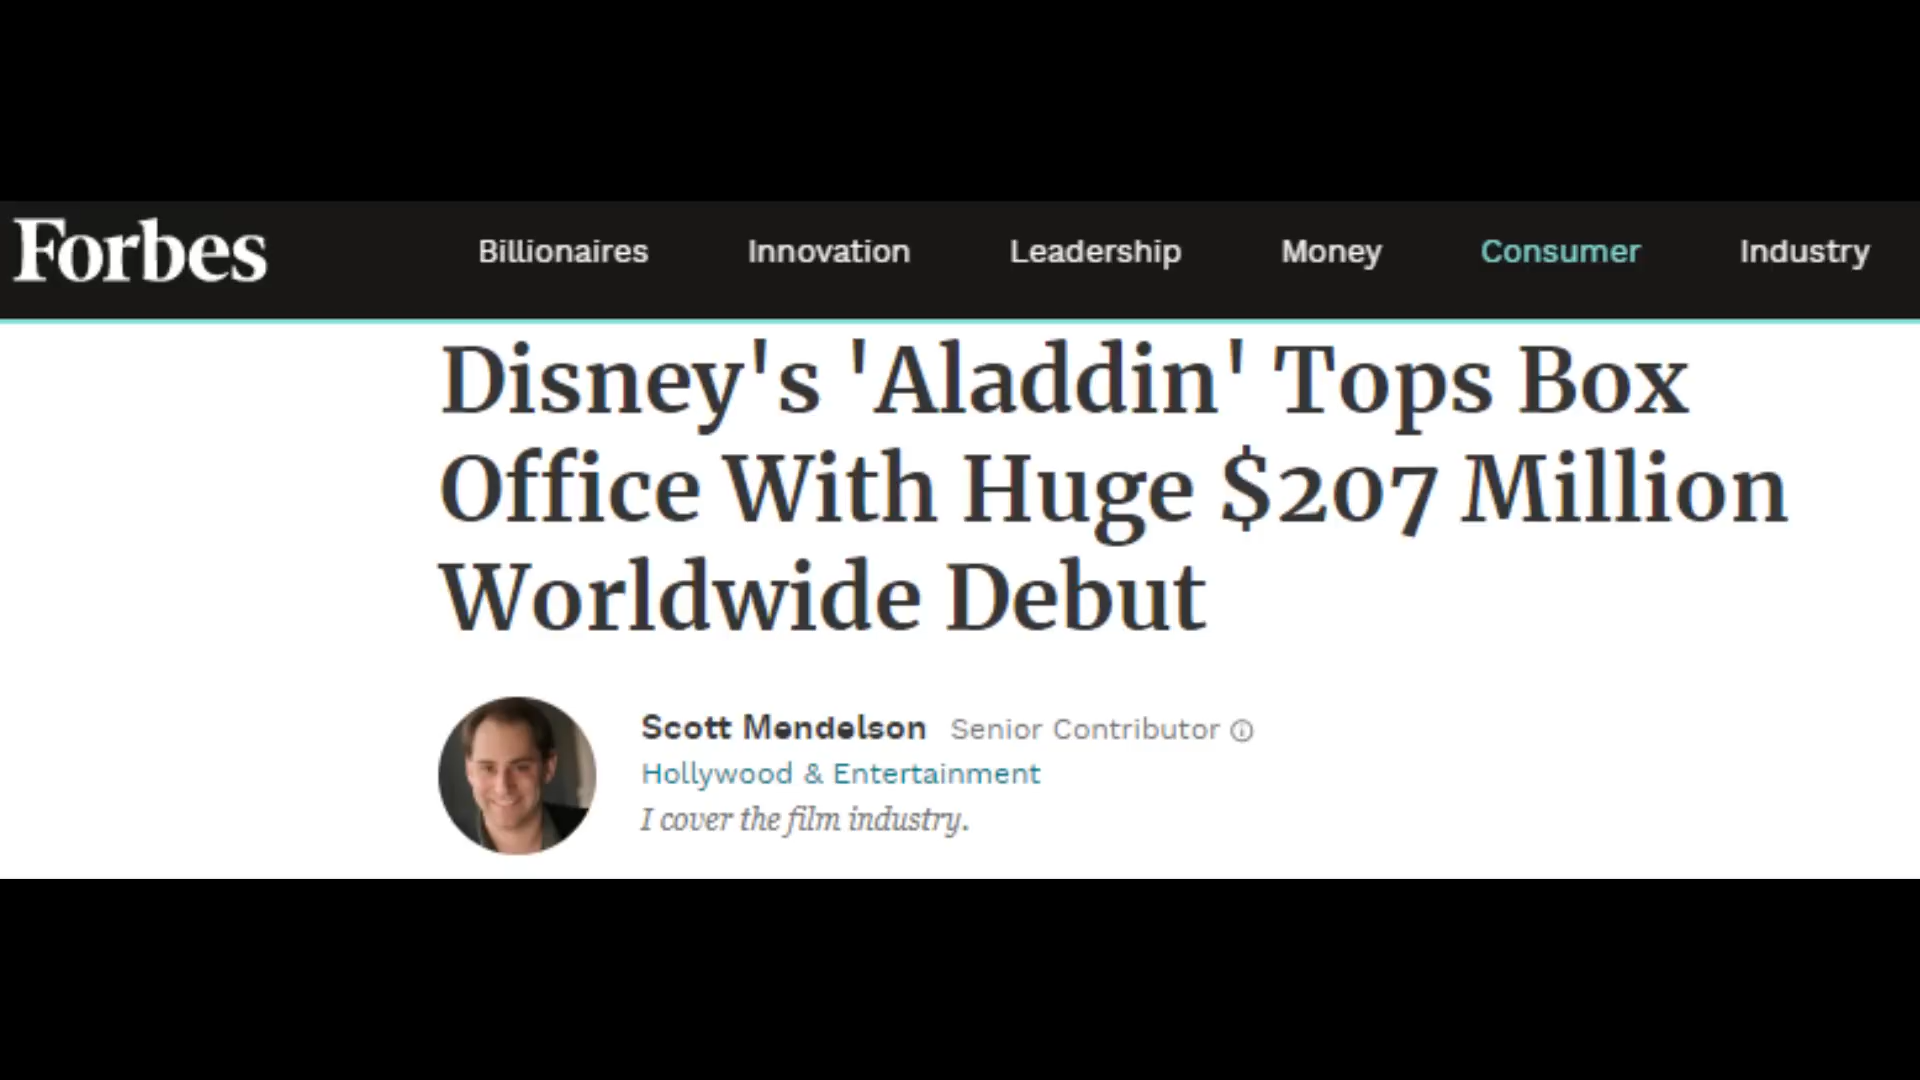 Forbes Billionaires Innovation Leadership Money Consumer Industry
Disney's 'Aladdin' Tops Box
Office With Huge $207 Million
Worldwide Debut
Scott Mendelson Senior Contributor
Hollywood & Entertainment
I cover the film industry.